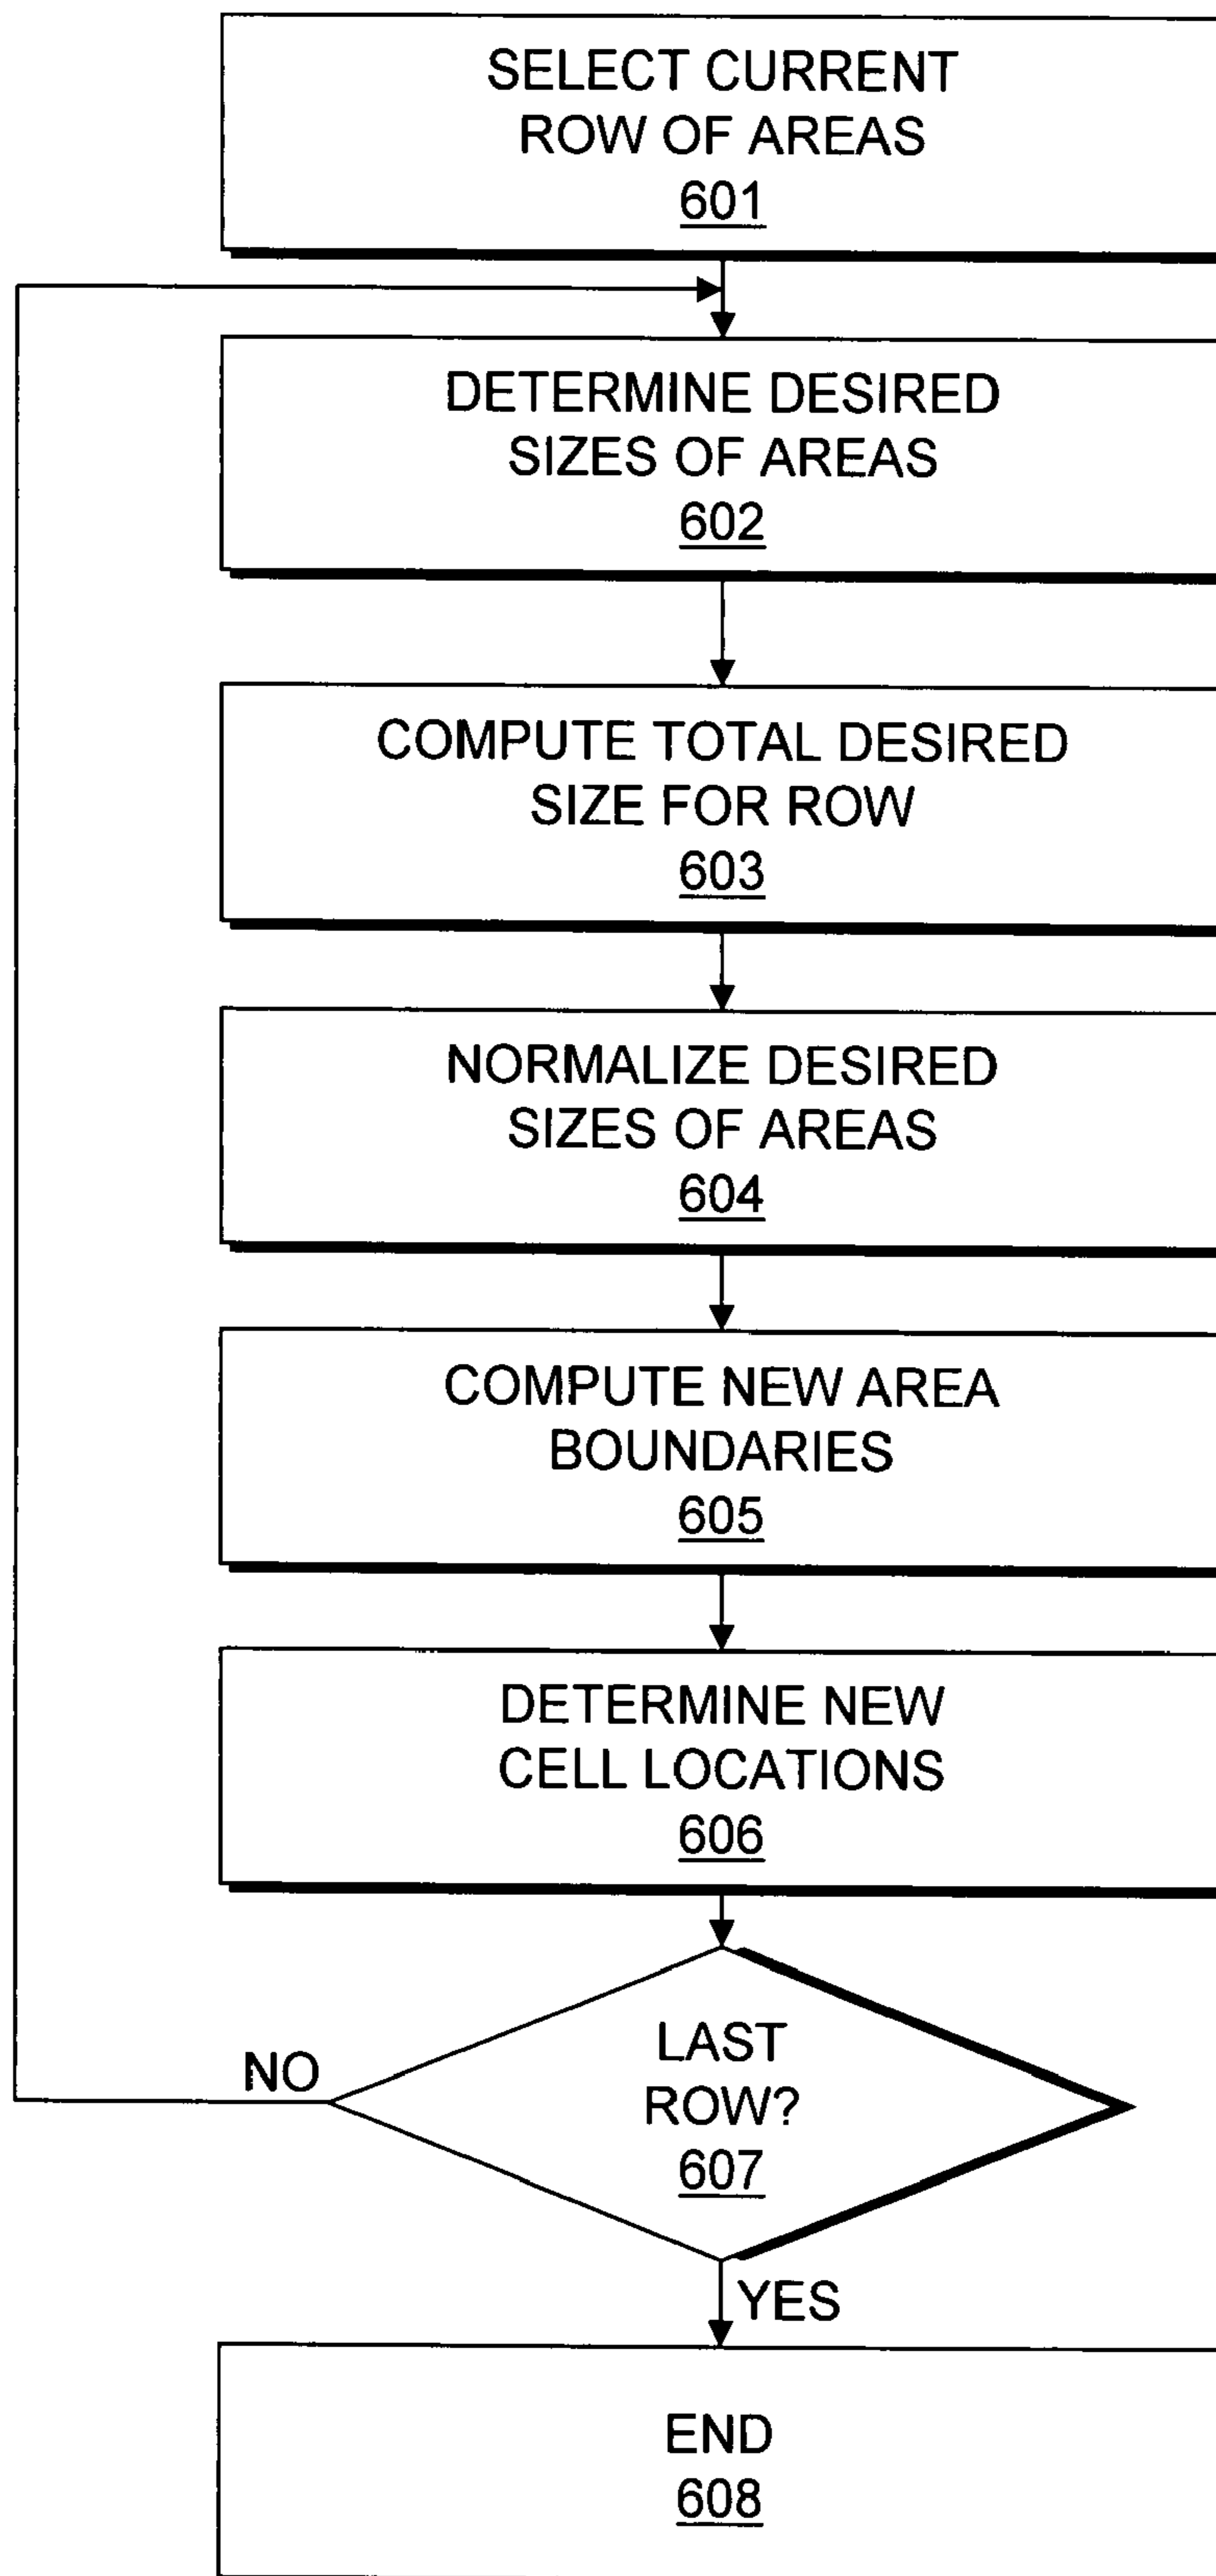 SELECT CURRENT
ROW OF AREAS
601
DETERMINE DESIRED
SIZES OF AREAS
602
COMPUTE TOTAL DESIRED
SIZE FOR ROW
603
NORMALIZE DESIRED
SIZES OF AREAS
604
COMPUTE NEW AREA
BOUNDARIES
605
DETERMINE NEW
CELL LOCATIONS
606
LAST
ROW?
607
NO
YES
END
608